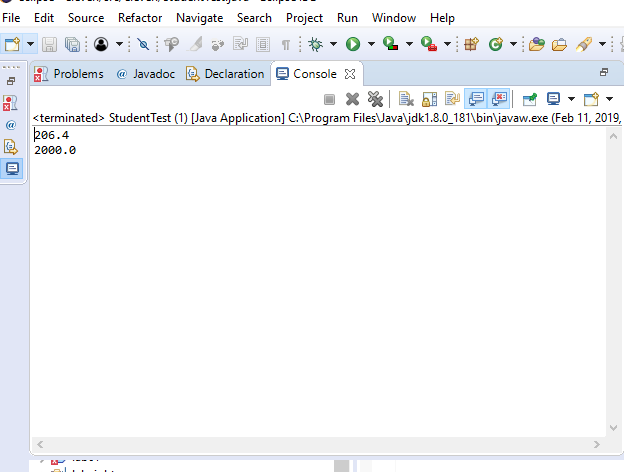 File Edit Source Refactor Navigate Search Project Run Window Help
Problems @ Javadoc Declaration Console
<terminated> StudentTest (1) [Java Application] C:\Program Files\Java\jdk1.8.0_181\bin\javaw.exe (Feb 11, 2019,
206.4
2000.0